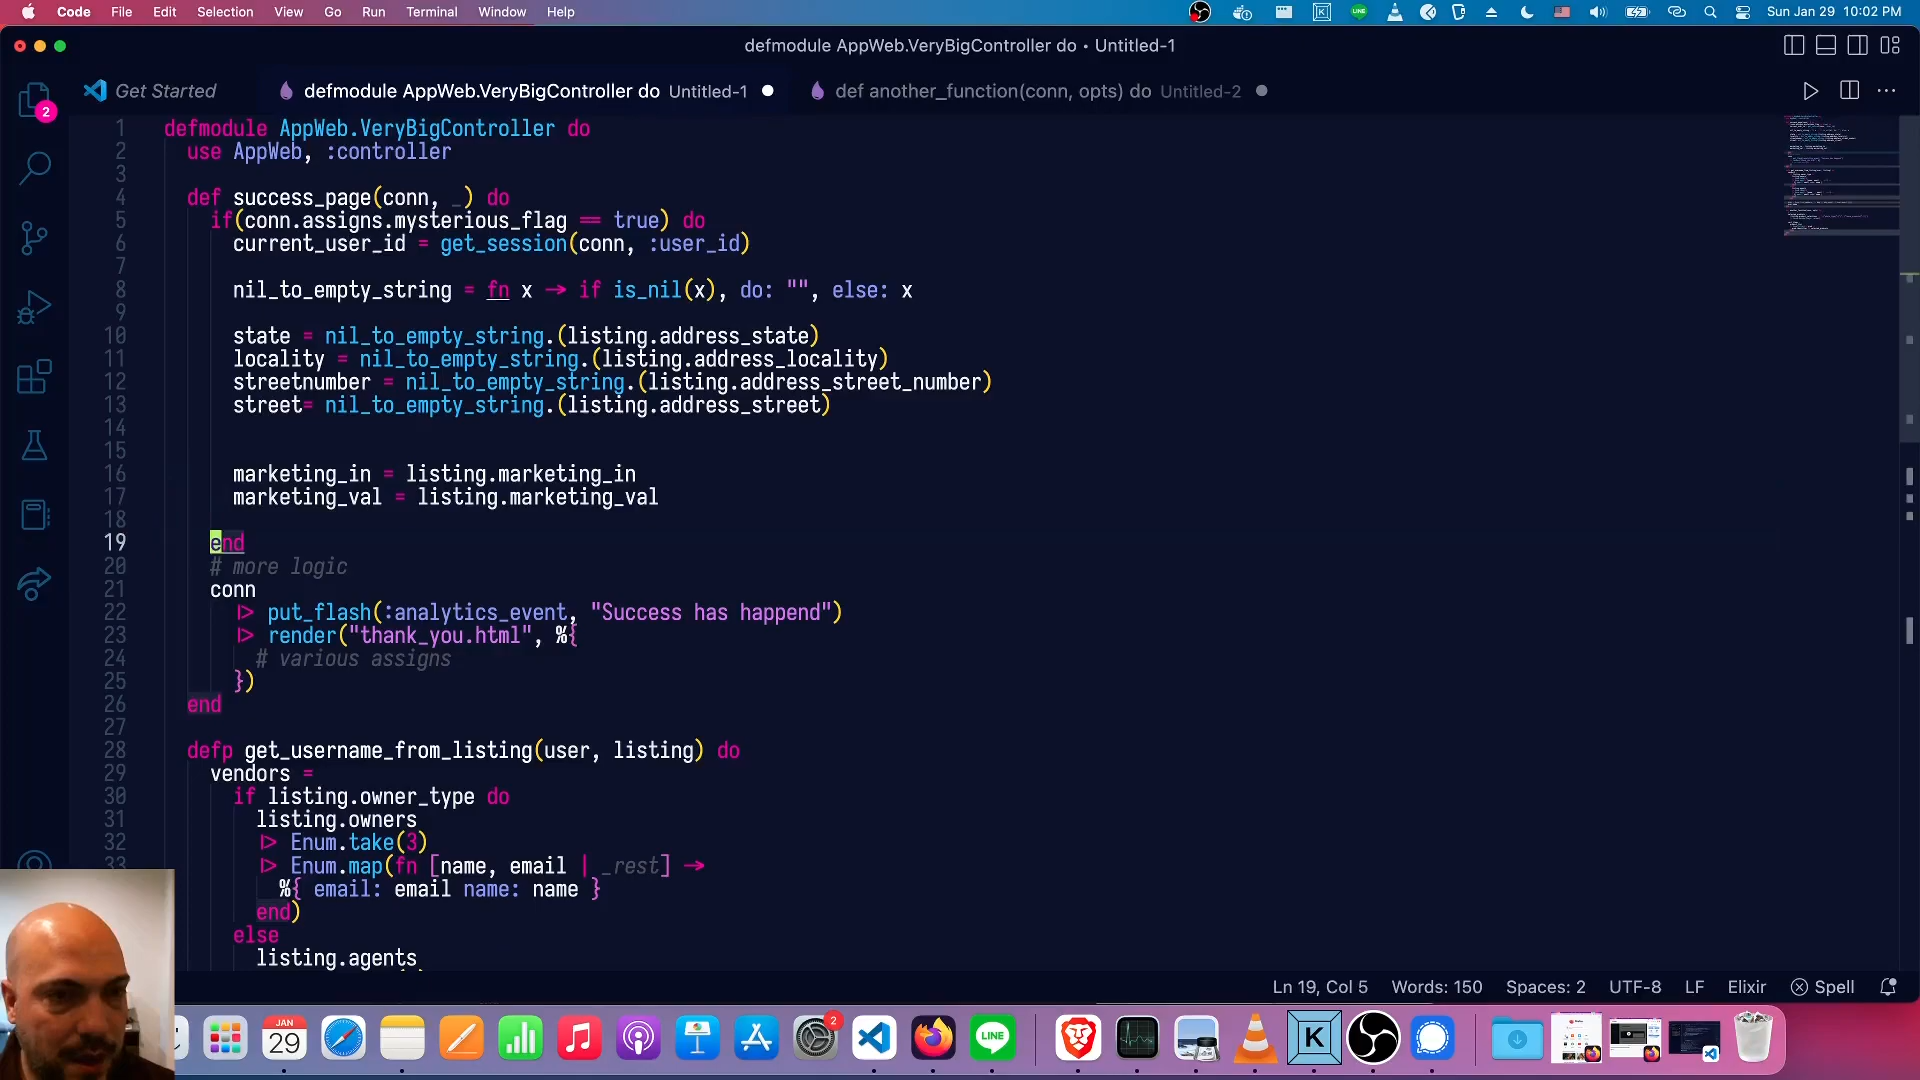 Code File Edit Selection View Go Run Terminal Window Help Sun Jan 29 10:02 PM
defmodule AppWeb.VeryBigController do • Untitled-1
Get Started defmodule AppWeb.VeryBigController do Untitled-1 def another_function(conn, opts) do Untitled-2
2
1 defmodule AppWeb.VeryBigController do
2 use AppWeb, :controller
3
4 def success_page(conn, _) do
5 if(conn.assigns.mysterious_flag == true) do
6 current_user_id = get_session(conn, :user_id)
7
8 nil_to_empty_string = fn x -> if is_nil(x), do: "", else: x
9
10 state = nil_to_empty_string.(listing.address_state)
11 locality = nil_to_empty_string.(listing.address_locality)
12 streetnumber = nil_to_empty_string.(listing.address_street_number)
13 street= nil_to_empty_string.(listing.address_street)
14
15
16 marketing_in = listing.marketing_in
17 marketing_val = listing.marketing_val
18
19 end
20 # more logic
21 conn
22 |> put_flash(:analytics_event, "Success has happend")
23 |> render("thank_you.html", %{
24 # various assigns
25 })
26 end
27
28 defp get_username_from_listing(user, listing) do
29 vendors =
30 if listing.owner_type do
31 listing.owners
32 |> Enum.take(3)
33 |> Enum.map(fn [name, email | _rest] ->
%{ email: email name: name }
end)
else
listing.agents
Ln 19, Col 5 Words: 150 Spaces: 2 UTF-8 LF Elixir Spell
JAN
29
2
LINE
K